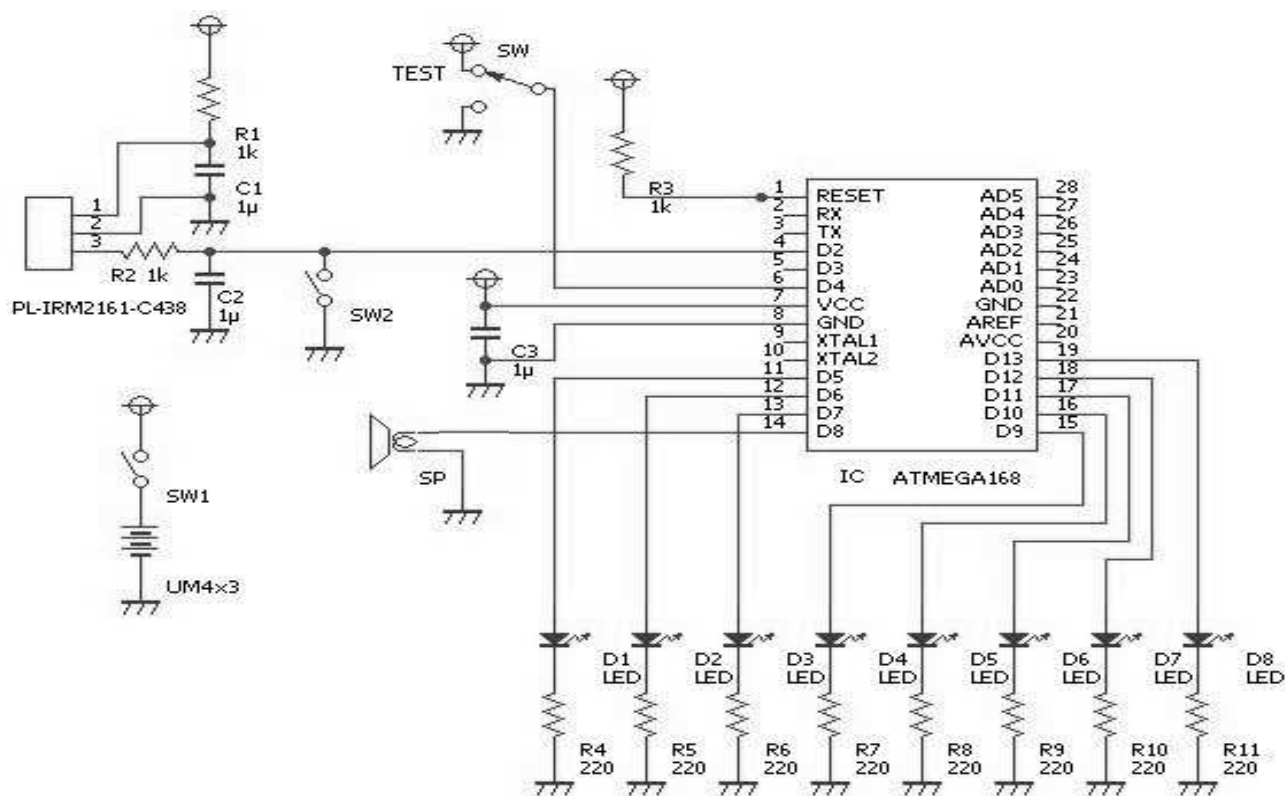 SW
TEST
R1
1k
C1
1µ
1
2
3
R2 1k
PL-IRM2161-C438
C2
1µ
SW2
R3
1k
C3
1µ
1 RESET
2 RX
3 TX
4 D2
5 D3
6 D4
7 VCC
8 GND
9 XTAL1
10 XTAL2
11 D5
12 D6
13 D7
14 D8
AD5 28
AD4 27
AD3 26
AD2 25
AD1 24
AD0 23
GND 22
AREF 21
AVCC 20
D13 19
D12 18
D11 17
D10 16
D9 15
IC ATMEGA168
SP
SW1
UM4x3
D1
LED
D2
LED
D3
LED
D4
LED
D5
LED
D6
LED
D7
LED
D8
LED
R4
220
R5
220
R6
220
R7
220
R8
220
R9
220
R10
220
R11
220